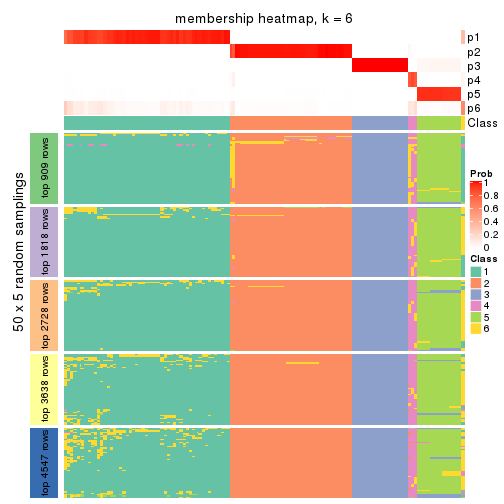 membership heatmap, k = 6
p1
p2
p3
p4
p5
p6
Class
50 x 5 random samplings
top 909 rows
top 1818 rows
top 2728 rows
top 3638 rows
top 4547 rows
Prob
1
0.8
0.6
0.4
0.2
0
Class
1
2
3
4
5
6